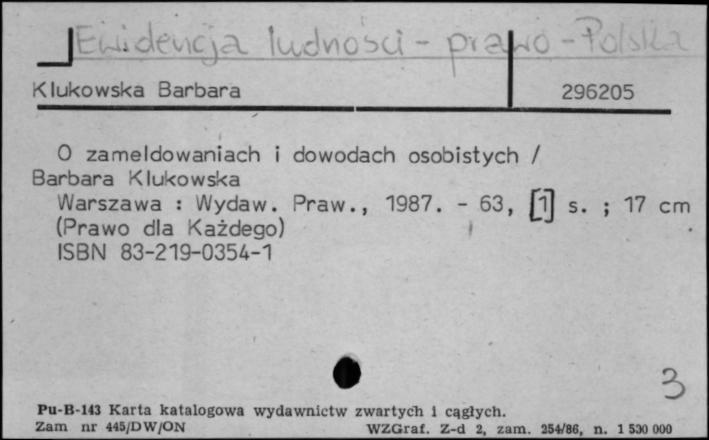 Ewidencja ludności - prawo - Polska
Klukowska Barbara 296205
O zameldowaniach i dowodach osobistych /
Barbara Klukowska
Warszawa : Wydaw. Praw., 1987. - 63, [1] s. ; 17 cm
(Prawo dla Każdego)
ISBN 83-219-0354-1
3
Pu-B-143 Karta katalogowa wydawnictw zwartych i cągłych.
Zam nr 445/DW/ON WZGraf. Z-d 2, zam. 254/86, n. 1 500 000